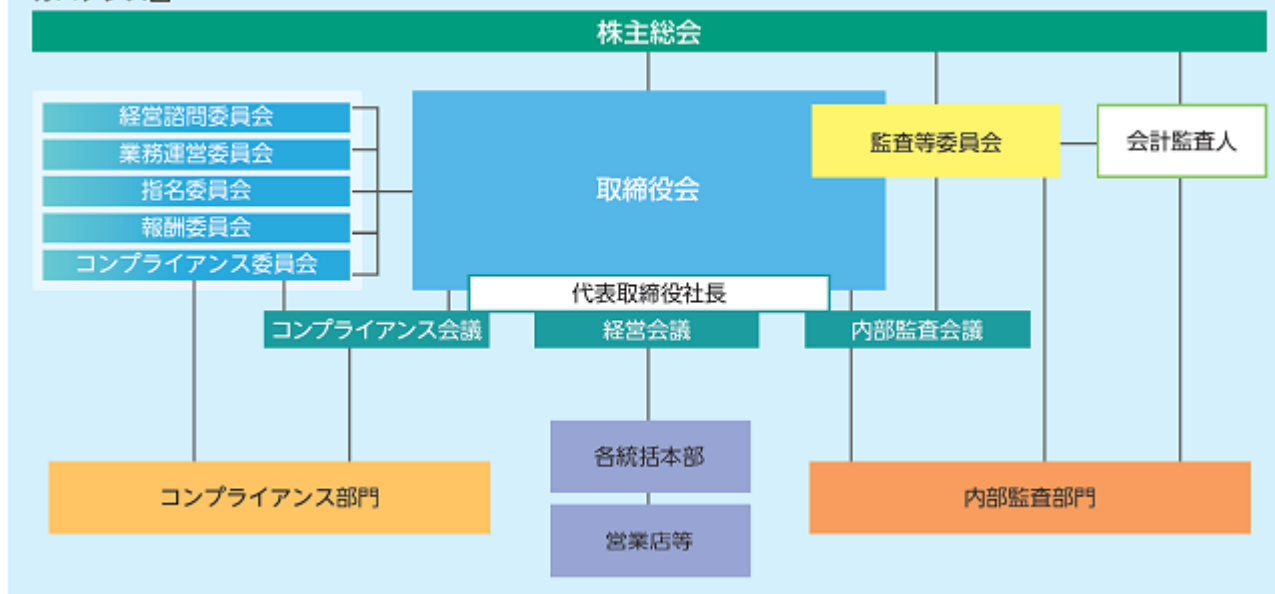 株主総会
経営諮問委員会
業務運営委員会
指名委員会
報酬委員会
コンプライアンス委員会
取締役会
監査等委員会
会計監査人
代表取締役社長
コンプライアンス会議
経営会議
内部監査会議
各統括本部
営業店等
コンプライアンス部門
内部監査部門